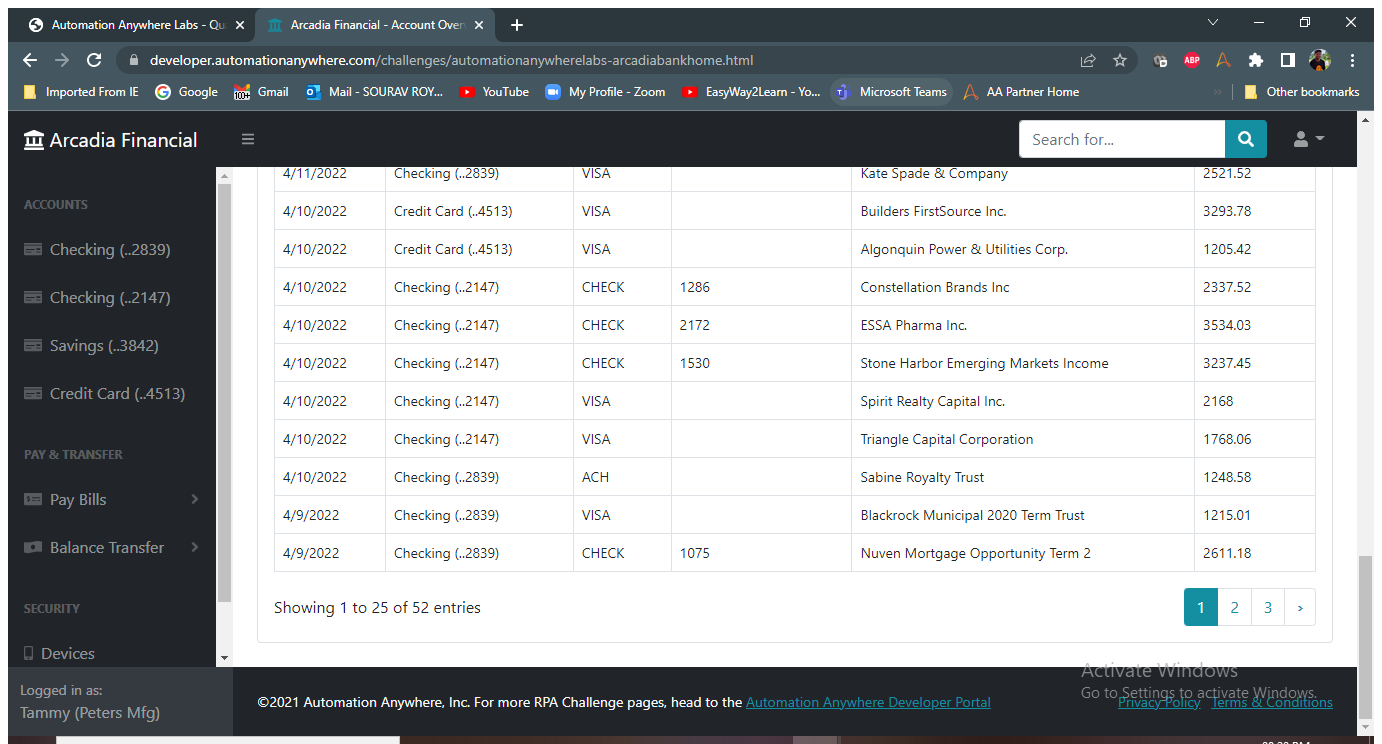 Automation Anywhere Labs - Qu
Arcadia Financial - Account Over
developer.automationanywhere.com/challenges/automationanywherelabs-arcadiabankhome.html
ABP
Imported From IE
Google
100+
Gmail
Mail - SOURAV ROY...
YouTube
My Profile - Zoom
EasyWay2Learn - Yo...
Microsoft Teams
AA Partner Home
»
Other bookmarks
Arcadia Financial
Search for...
ACCOUNTS
Checking (..2839)
Checking (..2147)
Savings (..3842)
Credit Card (..4513)
PAY & TRANSFER
Pay Bills
Balance Transfer
SECURITY
Devices
Logged in as:
Tammy (Peters Mfg)
4/11/2022 Checking (..2839) VISA Kate Spade & Company 2521.52
4/10/2022 Credit Card (..4513) VISA Builders FirstSource Inc. 3293.78
4/10/2022 Credit Card (..4513) VISA Algonquin Power & Utilities Corp. 1205.42
4/10/2022 Checking (..2147) CHECK 1286 Constellation Brands Inc 2337.52
4/10/2022 Checking (..2147) CHECK 2172 ESSA Pharma Inc. 3534.03
4/10/2022 Checking (..2147) CHECK 1530 Stone Harbor Emerging Markets Income 3237.45
4/10/2022 Checking (..2147) VISA Spirit Realty Capital Inc. 2168
4/10/2022 Checking (..2147) VISA Triangle Capital Corporation 1768.06
4/10/2022 Checking (..2839) ACH Sabine Royalty Trust 1248.58
4/9/2022 Checking (..2839) VISA Blackrock Municipal 2020 Term Trust 1215.01
4/9/2022 Checking (..2839) CHECK 1075 Nuven Mortgage Opportunity Term 2 2611.18
Showing 1 to 25 of 52 entries
1 2 3 ›
Activate Windows
Go to Settings to activate Windows.
©2021 Automation Anywhere, Inc. For more RPA Challenge pages, head to the Automation Anywhere Developer Portal
Privacy Policy Terms & Conditions